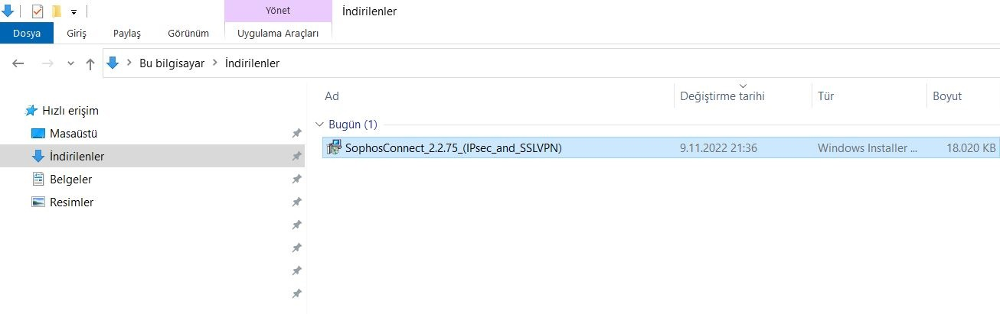 Yönet İndirilenler
Dosya Giriş Paylaş Görünüm Uygulama Araçları
Bu bilgisayar İndirilenler
Ad Değiştirme tarihi Tür Boyut
Hızlı erişim
Bugün (1)
Masaüstü
SophosConnect_2.2.75_(IPsec_and_SSLVPN) 9.11.2022 21:36 Windows Installer ... 18.020 KB
İndirilenler
Belgeler
Resimler